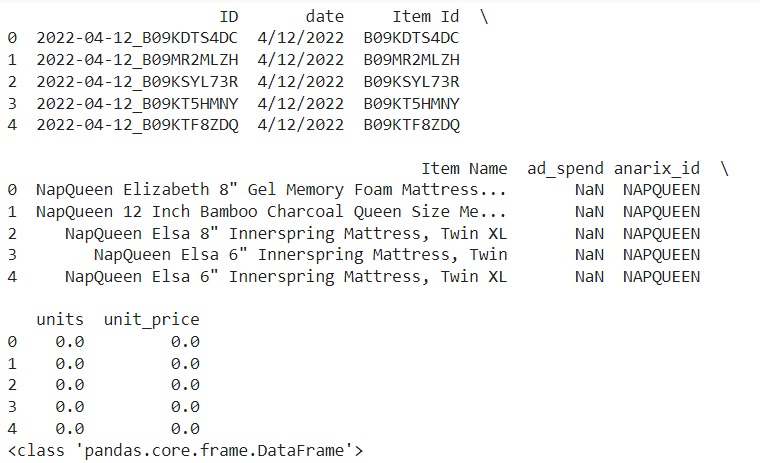 ID date Item Id \
0 2022-04-12_B09KDTS4DC 4/12/2022 B09KDTS4DC
1 2022-04-12_B09MR2MLZH 4/12/2022 B09MR2MLZH
2 2022-04-12_B09KSYL73R 4/12/2022 B09KSYL73R
3 2022-04-12_B09KT5HMNY 4/12/2022 B09KT5HMNY
4 2022-04-12_B09KTF8ZDQ 4/12/2022 B09KTF8ZDQ
Item Name ad_spend anarix_id \
0 NapQueen Elizabeth 8" Gel Memory Foam Mattress... NaN NAPQUEEN
1 NapQueen 12 Inch Bamboo Charcoal Queen Size Me... NaN NAPQUEEN
2 NapQueen Elsa 8" Innerspring Mattress, Twin XL NaN NAPQUEEN
3 NapQueen Elsa 6" Innerspring Mattress, Twin NaN NAPQUEEN
4 NapQueen Elsa 6" Innerspring Mattress, Twin XL NaN NAPQUEEN
units unit_price
0 0.0 0.0
1 0.0 0.0
2 0.0 0.0
3 0.0 0.0
4 0.0 0.0
<class 'pandas.core.frame.DataFrame'>